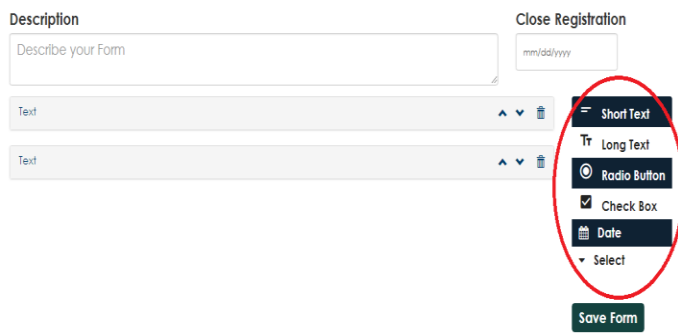 Description
Close Registration
Describe your Form
mm/dd/yyyy
Text
Text
Short Text
Long Text
Radio Button
Check Box
Date
Select
Save Form